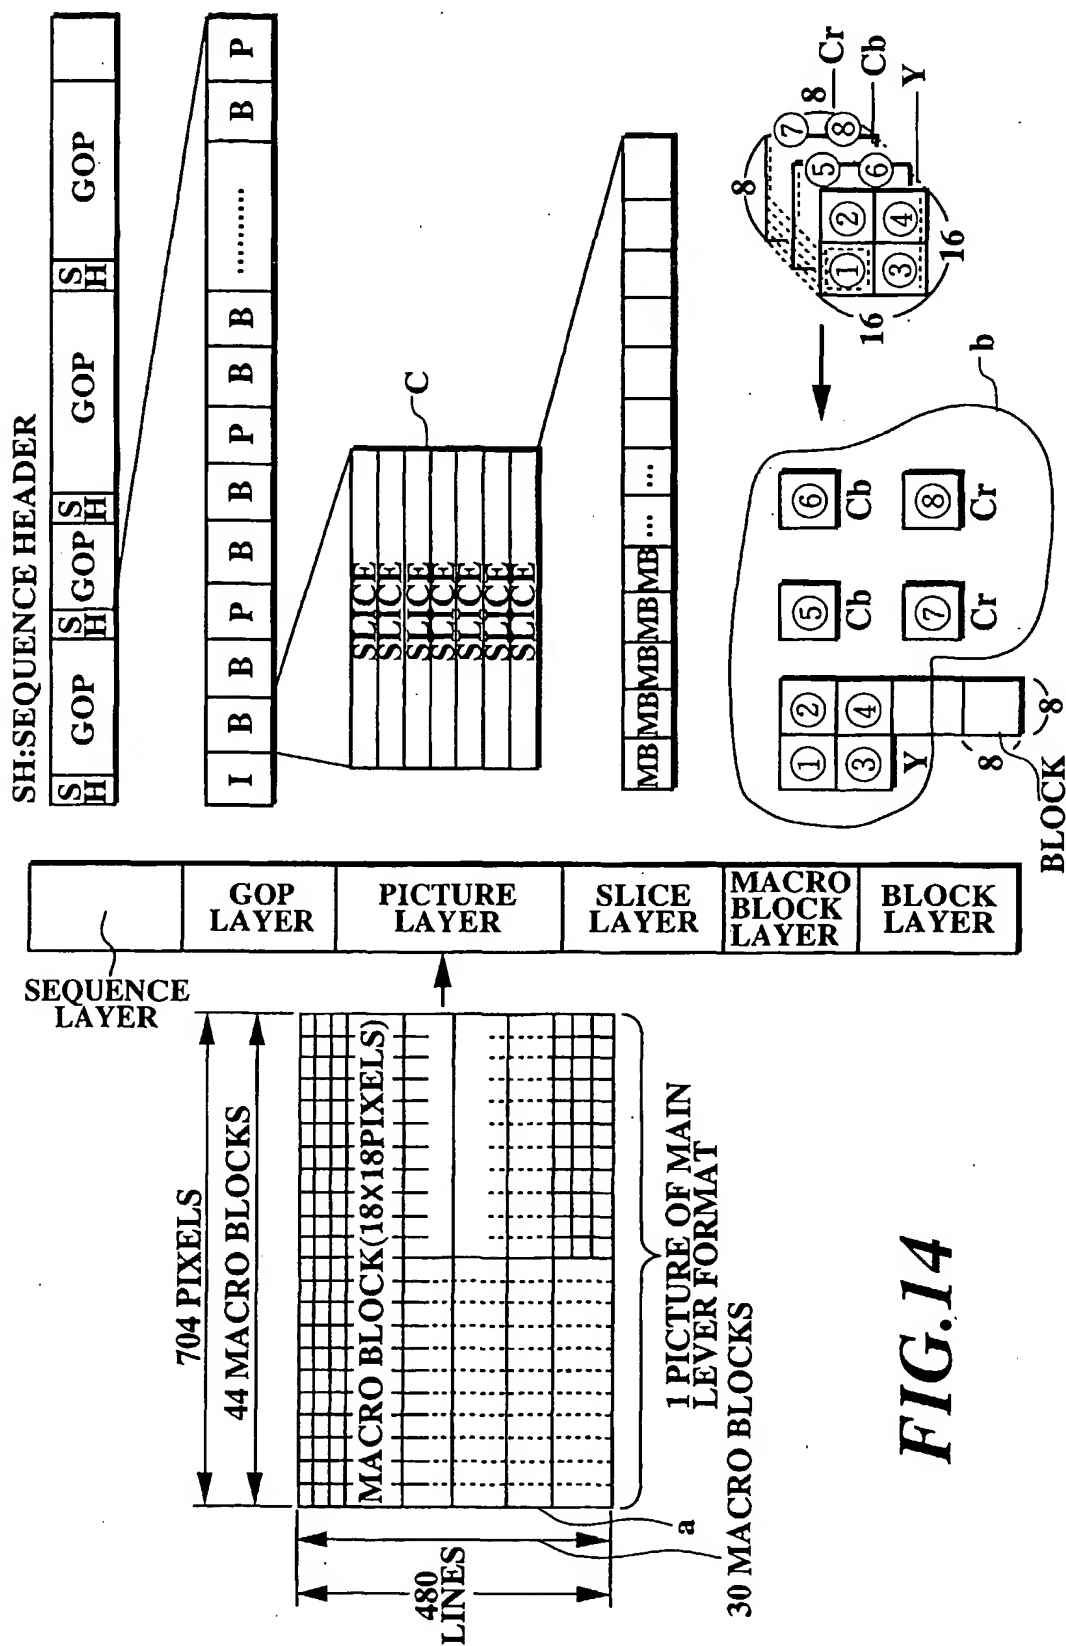 SH:SEQUENCE HEADER
SH GOP SH GOP SH GOP SH GOP
I B B P B B P B B .......... B P
SLICE
SLICE
SLICE
SLICE
SLICE
SLICE
SLICE
C
MB MB MB MB MB ... ...
① ② ③ ④
Y
⑤
Cb
⑥
Cb
⑦
Cr
⑧
Cr
8
8
BLOCK
b
① ② ③ ④
⑤ ⑥
⑦ ⑧
16
16
8
8
Cr
Cb
Y
SEQUENCE
LAYER
GOP
LAYER
PICTURE
LAYER
SLICE
LAYER
MACRO
BLOCK
LAYER
BLOCK
LAYER
704 PIXELS
44 MACRO BLOCKS
MACRO BLOCK(18X18PIXELS)
480
LINES
a
30 MACRO BLOCKS
1 PICTURE OF MAIN
LEVER FORMAT
FIG.14